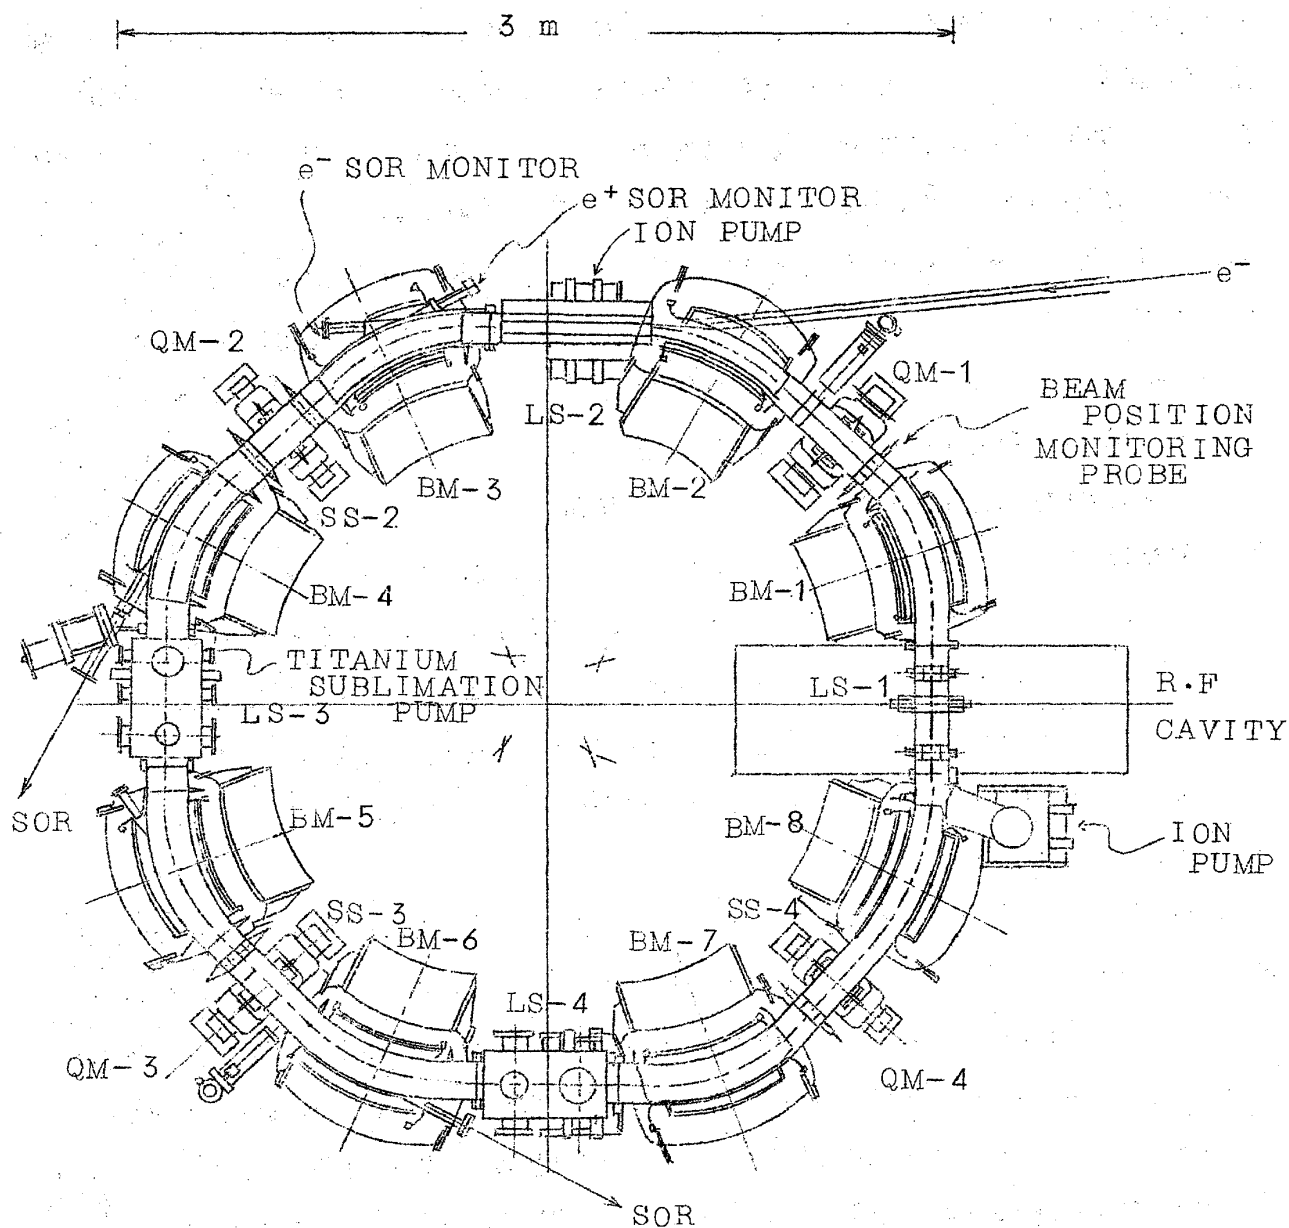 3 m
e⁻ SOR MONITOR
e⁺ SOR MONITOR
ION PUMP
e⁻
QM-2
QM-1
LS-2
BEAM
POSITION
MONITORING
PROBE
BM-3
BM-2
SS-2
BM-4
BM-1
TITANIUM
SUBLIMATION
PUMP
LS-3
LS-1
R.F
CAVITY
SOR
BM-5
BM-8
ION
PUMP
SS-3
SS-4
BM-6
BM-7
LS-4
QM-3
QM-4
SOR